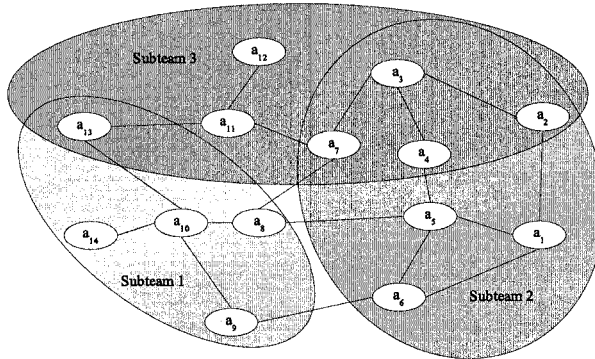 Subteam 3
a12
a3
a13
a11
a2
a7
a4
a10
a8
a5
a14
a1
Subteam 1
a6
Subteam 2
a9